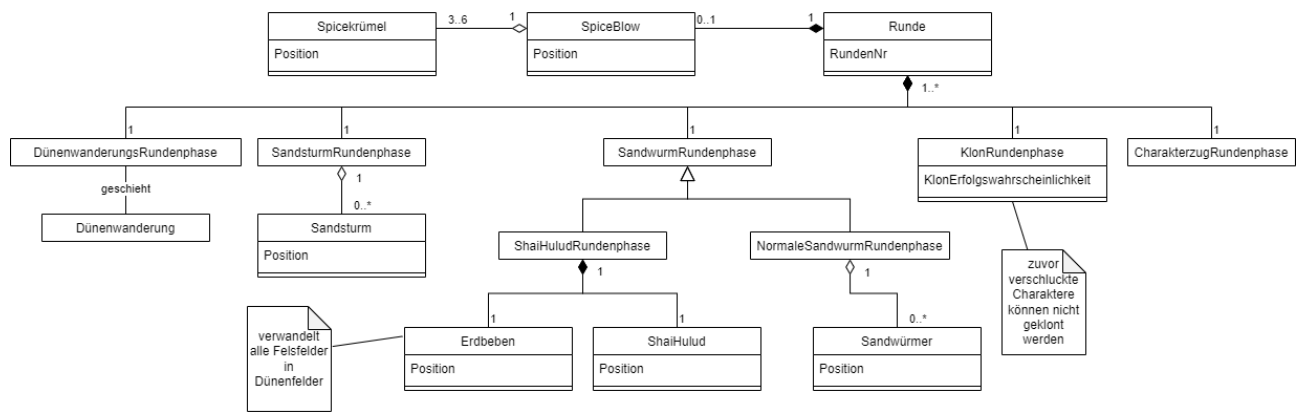 Spicekrümel
3..6
1
SpiceBlow
0..1
1
Runde
Position
Position
RundenNr
1..*
1
1
1
1
1
DünenwanderungsRundenphase
SandsturmRundenphase
SandwurmRundenphase
KlonRundenphase
CharakterzugRundenphase
KlonErfolgswahrscheinlichkeit
geschieht
1
0..*
Dünenwanderung
Sandsturm
Position
ShaiHuludRundenphase
NormaleSandwurmRundenphase
1
1
zuvor
verschluckte
Charaktere
können nicht
geklont
werden
1
1
0..*
verwandelt
alle Felsfelder
in
Dünenfelder
Erdbeben
ShaiHulud
Sandwürmer
Position
Position
Position